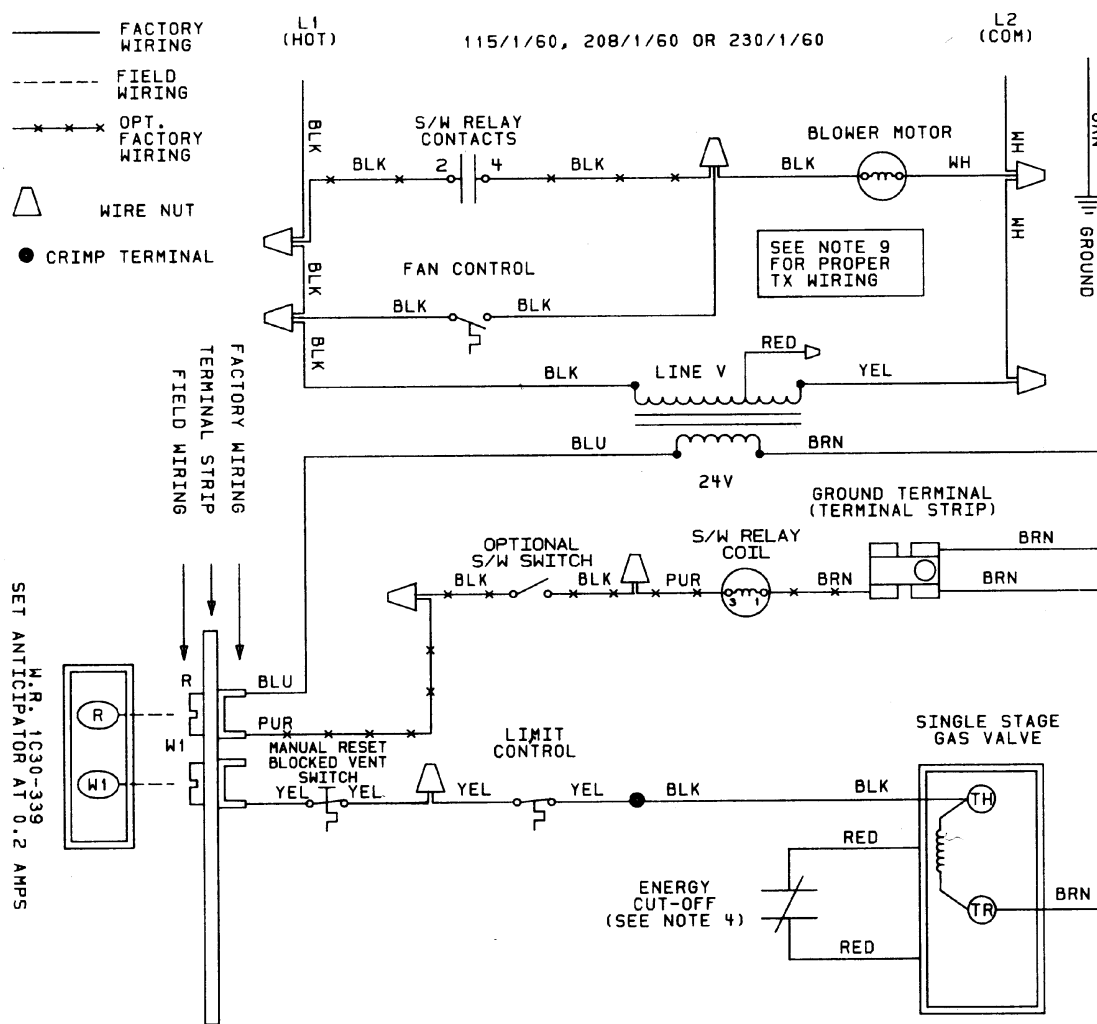 FACTORY
WIRING
FIELD
WIRING
OPT.
FACTORY
WIRING
WIRE NUT
CRIMP TERMINAL
L1
(HOT)
115/1/60, 208/1/60 OR 230/1/60
L2
(COM)
BLK
S/W RELAY
CONTACTS
BLK
2
4
BLK
BLOWER MOTOR
BLK
WH
WH
WH
GROUND
BLK
FAN CONTROL
BLK
BLK
SEE NOTE 9
FOR PROPER
TX WIRING
BLK
RED
BLK
LINE V
YEL
FACTORY WIRING
TERMINAL STRIP
FIELD WIRING
BLU
BRN
24V
GROUND TERMINAL
(TERMINAL STRIP)
BRN
BRN
OPTIONAL
S/W SWITCH
BLK
BLK
PUR
S/W RELAY
COIL
3
1
BRN
W.R. 1C30-339
SET ANTICIPATOR AT 0.2 AMPS
R
W1
R
W1
BLU
PUR
MANUAL RESET
BLOCKED VENT
SWITCH
YEL
YEL
YEL
LIMIT
CONTROL
YEL
BLK
SINGLE STAGE
GAS VALVE
BLK
TH
RED
ENERGY
CUT-OFF
(SEE NOTE 4)
RED
TR
BRN